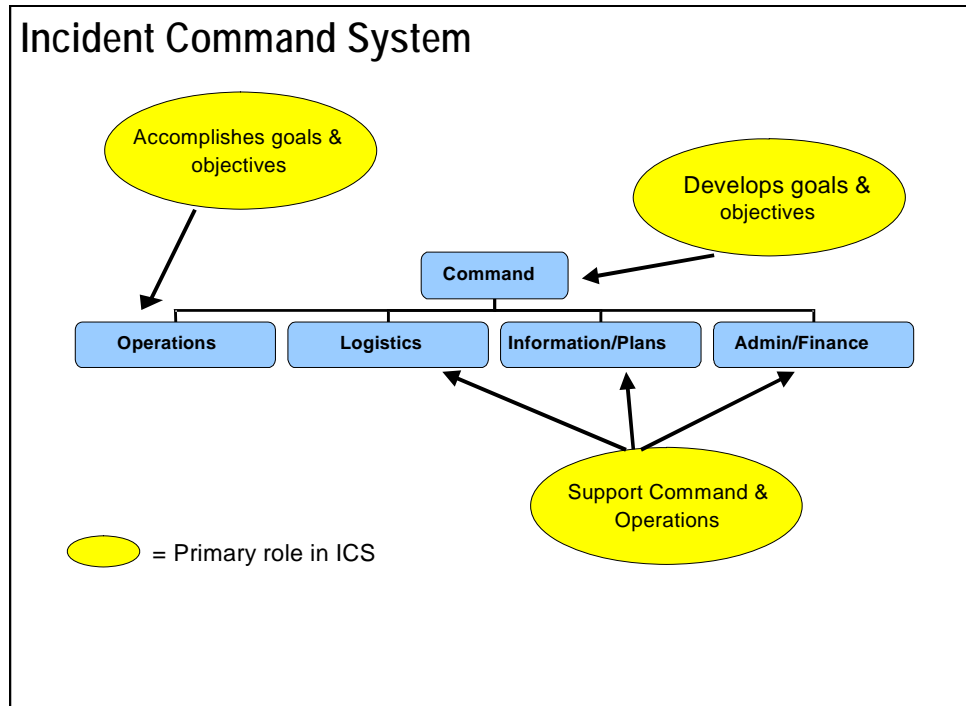 Incident Command System
Accomplishes goals &
objectives
Develops goals &
objectives
Command
Operations
Logistics
Information/Plans
Admin/Finance
Support Command &
Operations
= Primary role in ICS